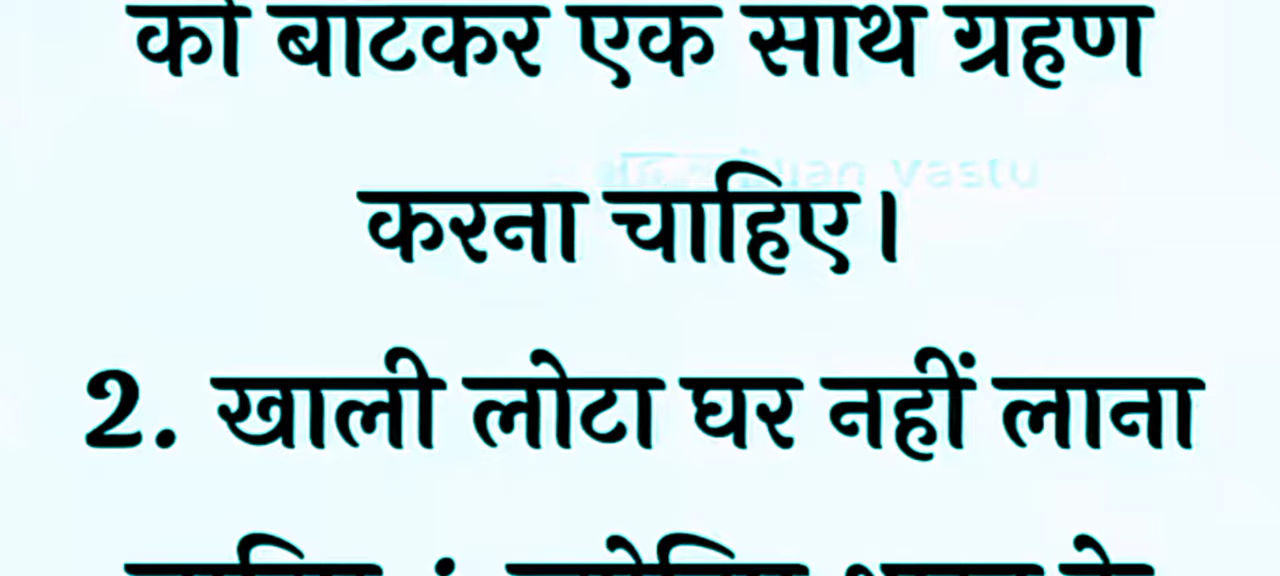 को बाटकर एक साथ ग्रहण
करना चाहिए।
2. खाली लोटा घर नहीं लाना